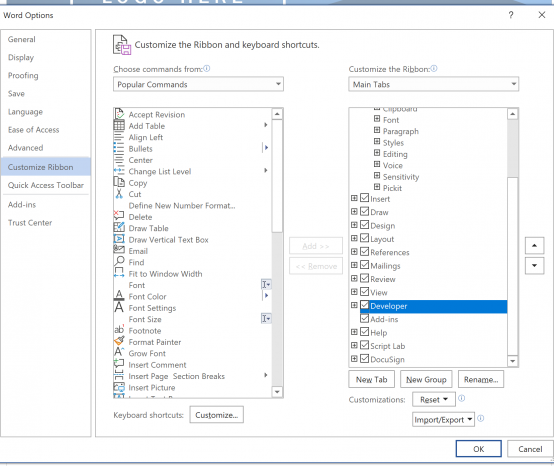 LOGO HERE
Word Options
?
General
Display
Proofing
Save
Language
Ease of Access
Advanced
Customize Ribbon
Quick Access Toolbar
Add-ins
Trust Center
Customize the Ribbon and keyboard shortcuts.
Choose commands from:
Popular Commands
Accept Revision
Add Table
Align Left
Bullets
Center
Change List Level
Copy
Cut
Define New Number Format...
Delete
Draw Table
Draw Vertical Text Box
Email
Find
Fit to Window Width
Font
Font Color
Font Settings
Font Size
Footnote
Format Painter
Grow Font
Insert Comment
Insert Page  Section Breaks
Insert Picture
Keyboard shortcuts:
Customize...
Add >>
<< Remove
Customize the Ribbon:
Main Tabs
Clipboard
Font
Paragraph
Styles
Editing
Voice
Sensitivity
Pickit
Insert
Draw
Design
Layout
References
Mailings
Review
View
Developer
Add-ins
Help
Script Lab
DocuSign
New Tab
New Group
Rename...
Customizations:
Reset
Import/Export
OK
Cancel